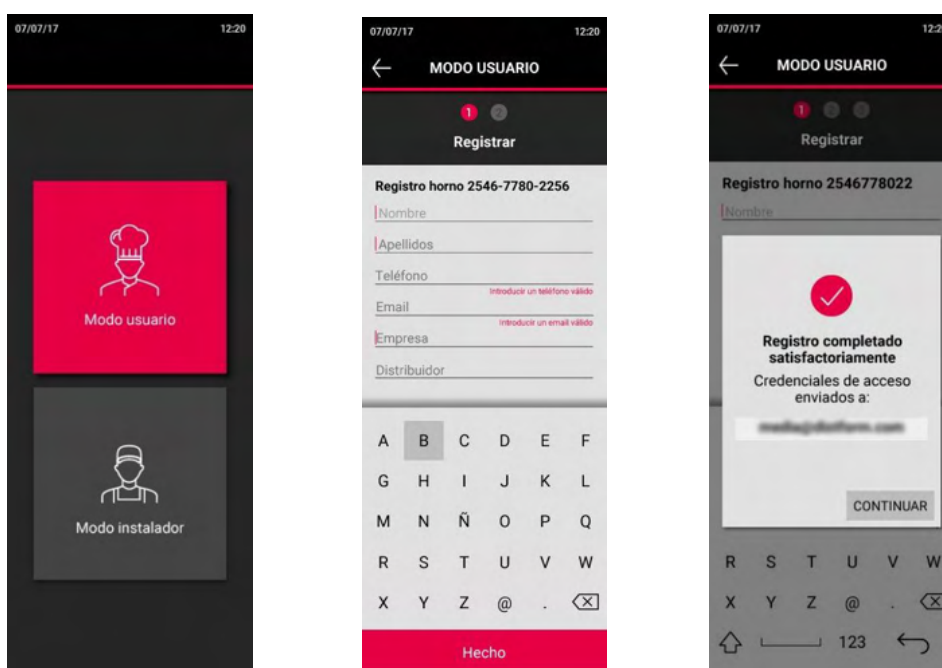 07/07/17 12:20
Modo usuario
Modo instalador
07/07/17 12:20
MODO USUARIO
1 2
Registrar
Registro horno 2546-7780-2256
Nombre
Apellidos
Teléfono
Introducir un teléfono válido
Email
Introducir un email válido
Empresa
Distribuidor
A B C D E F
G H I J K L
M N Ñ O P Q
R S T U V W
X Y Z @ .
Hecho
07/07/17 12:2
MODO USUARIO
1
Registrar
Registro horno 2546778022
Nombre
Registro completado
satisfactoriamente
Credenciales de acceso
enviados a:
CONTINUAR
R S T U V W
X Y Z @ .
123